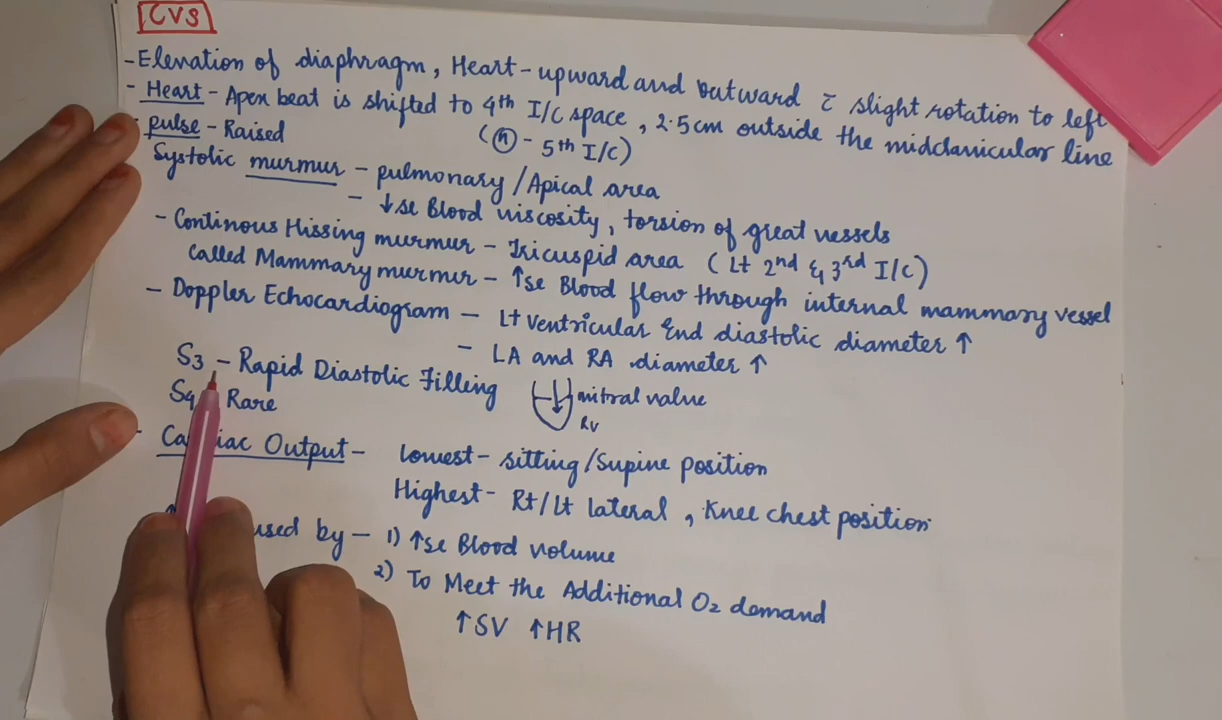 CVS
-Elevation of diaphragm, Heart-upward and outward c̄ slight rotation to left
- Heart - Apex beat is shifted to 4th I/C space, 2.5cm outside the midclavicular line
(n - 5th I/C)
- pulse - Raised
Systolic murmur - pulmonary/Apical area
- ↓se Blood viscosity, torsion of great vessels
- Continous Hissing murmur - Tricuspid area (Lt 2nd & 3rd I/C)
called Mammary murmur - ↑se Blood flow through internal mammary vessel
- Doppler Echocardiogram - Lt Ventricular End diastolic diameter ↑
- LA and RA diameter ↑
S3 - Rapid Diastolic Filling
mitral valve
RV
S4 Rare
Cardiac Output - lowest - sitting/Supine position
Highest - Rt/Lt lateral, Knee chest position
used by - 1) ↑se Blood volume
2) To Meet the Additional O2 demand
↑SV ↑HR